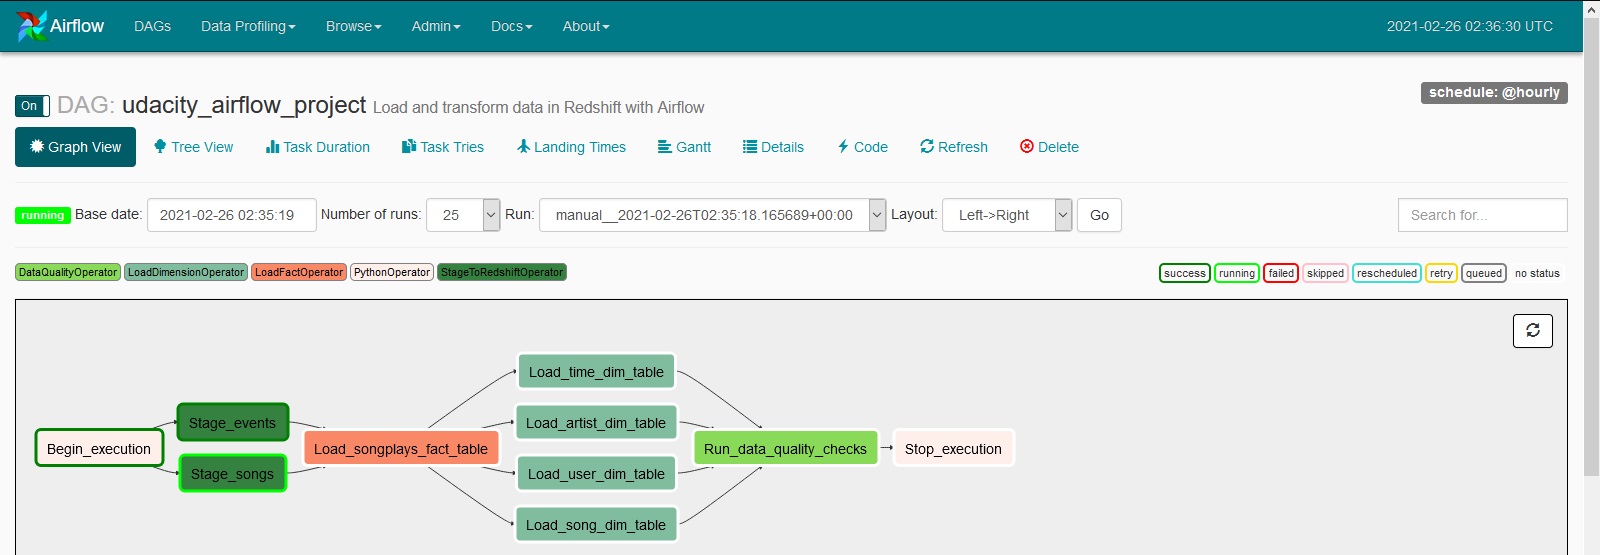 Airflow DAGs Data Profiling Browse Admin Docs About 2021-02-26 02:36:30 UTC
On DAG: udacity_airflow_project Load and transform data in Redshift with Airflow schedule: @hourly
Graph View Tree View Task Duration Task Tries Landing Times Gantt Details Code Refresh Delete
running Base date: 2021-02-26 02:35:19 Number of runs: 25 Run: manual__2021-02-26T02:35:18.165689+00:00 Layout: Left->Right Go Search for...
DataQualityOperator LoadDimensionOperator LoadFactOperator PythonOperator StageToRedshiftOperator success running failed skipped rescheduled retry queued no status
Load_time_dim_table
Stage_events Load_artist_dim_table
Begin_execution Load_songplays_fact_table Run_data_quality_checks Stop_execution
Stage_songs Load_user_dim_table
Load_song_dim_table